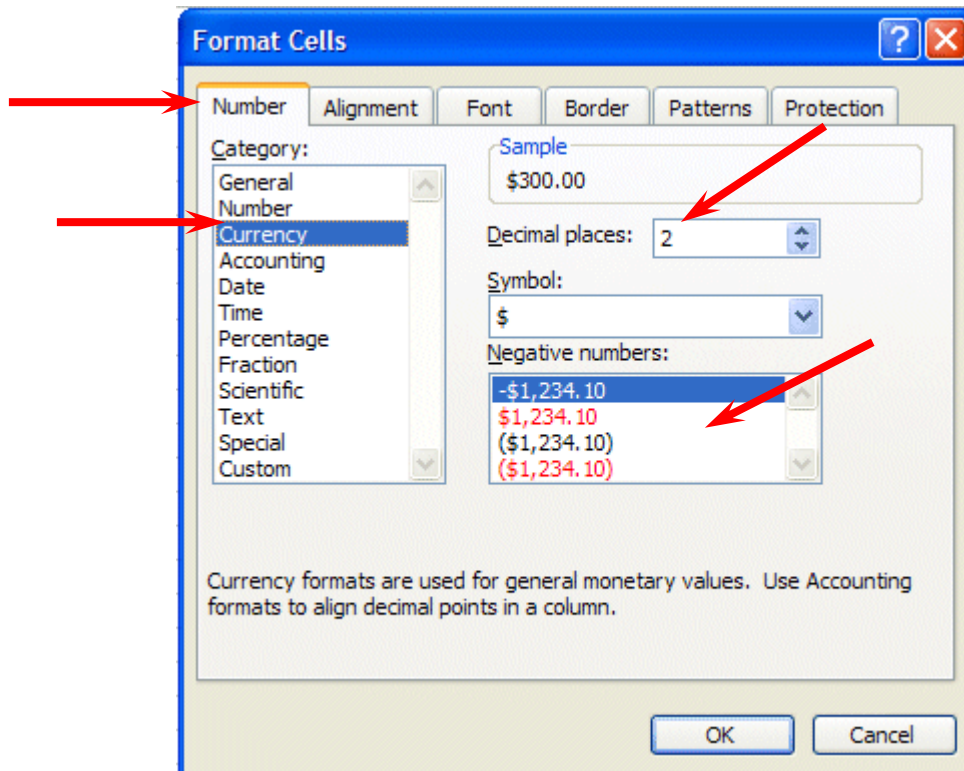 Format Cells
Number Alignment Font Border Patterns Protection
Category:
General
Number
Currency
Accounting
Date
Time
Percentage
Fraction
Scientific
Text
Special
Custom
Sample
$300.00
Decimal places: 2
Symbol:
$
Negative numbers:
-$1,234.10
$1,234.10
($1,234.10)
($1,234.10)
Currency formats are used for general monetary values.  Use Accounting
formats to align decimal points in a column.
OK Cancel